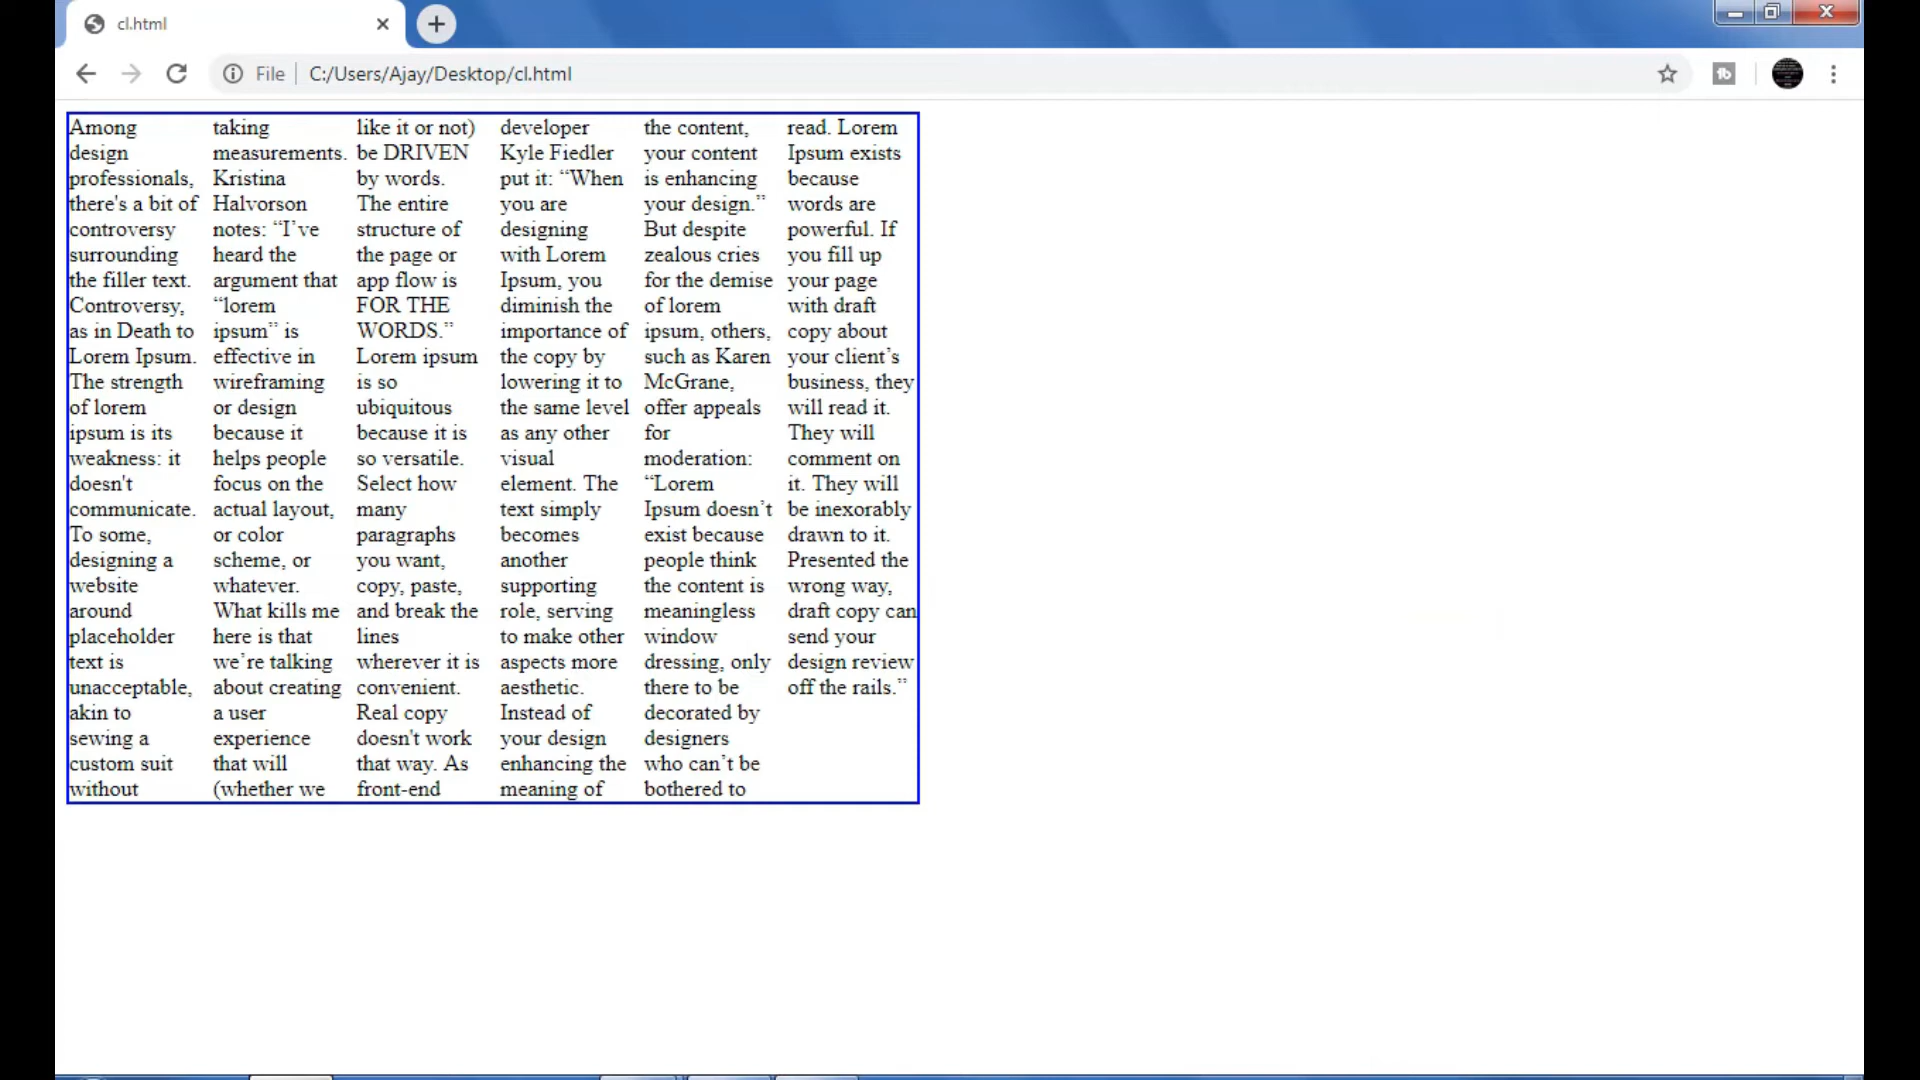 cl.html
File
C:/Users/Ajay/Desktop/cl.html
Among
design
professionals,
there's a bit of
controversy
surrounding
the filler text.
Controversy,
as in Death to
Lorem Ipsum.
The strength
of lorem
ipsum is its
weakness: it
doesn't
communicate.
To some,
designing a
website
around
placeholder
text is
unacceptable,
akin to
sewing a
custom suit
without
taking
measurements.
Kristina
Halvorson
notes: “I’ve
heard the
argument that
“lorem
ipsum” is
effective in
wireframing
or design
because it
helps people
focus on the
actual layout,
or color
scheme, or
whatever.
What kills me
here is that
we’re talking
about creating
a user
experience
that will
(whether we
like it or not)
be DRIVEN
by words.
The entire
structure of
the page or
app flow is
FOR THE
WORDS.”
Lorem ipsum
is so
ubiquitous
because it is
so versatile.
Select how
many
paragraphs
you want,
copy, paste,
and break the
lines
wherever it is
convenient.
Real copy
doesn't work
that way. As
front-end
developer
Kyle Fiedler
put it: “When
you are
designing
with Lorem
Ipsum, you
diminish the
importance of
the copy by
lowering it to
the same level
as any other
visual
element. The
text simply
becomes
another
supporting
role, serving
to make other
aspects more
aesthetic.
Instead of
your design
enhancing the
meaning of
the content,
your content
is enhancing
your design.”
But despite
zealous cries
for the demise
of lorem
ipsum, others,
such as Karen
McGrane,
offer appeals
for
moderation:
“Lorem
Ipsum doesn’t
exist because
people think
the content is
meaningless
window
dressing, only
there to be
decorated by
designers
who can’t be
bothered to
read. Lorem
Ipsum exists
because
words are
powerful. If
you fill up
your page
with draft
copy about
your client’s
business, they
will read it.
They will
comment on
it. They will
be inexorably
drawn to it.
Presented the
wrong way,
draft copy can
send your
design review
off the rails.”